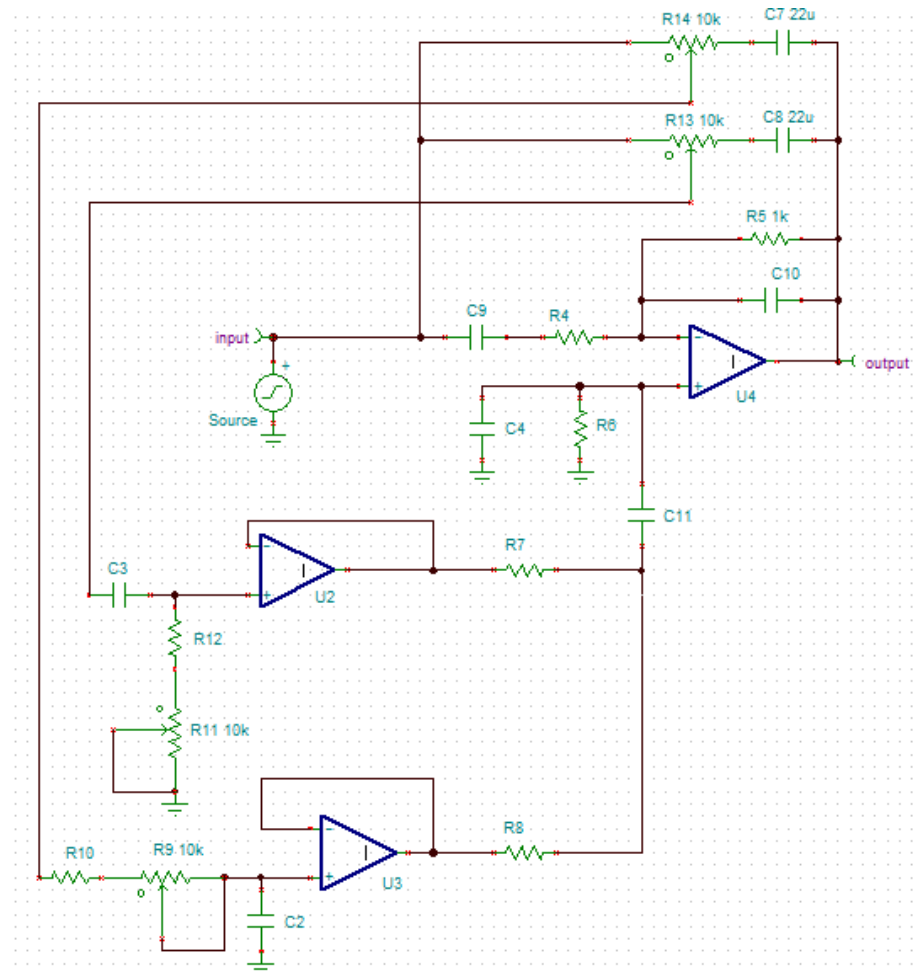 R14 10k
C7 22u
R13 10k
C8 22u
R5 1k
C10
C9
R4
input
+
Source
-
+
U4
output
C4
R6
C11
R7
-
+
U2
C3
R12
R11 10k
R8
R10
R9 10k
-
+
U3
C2